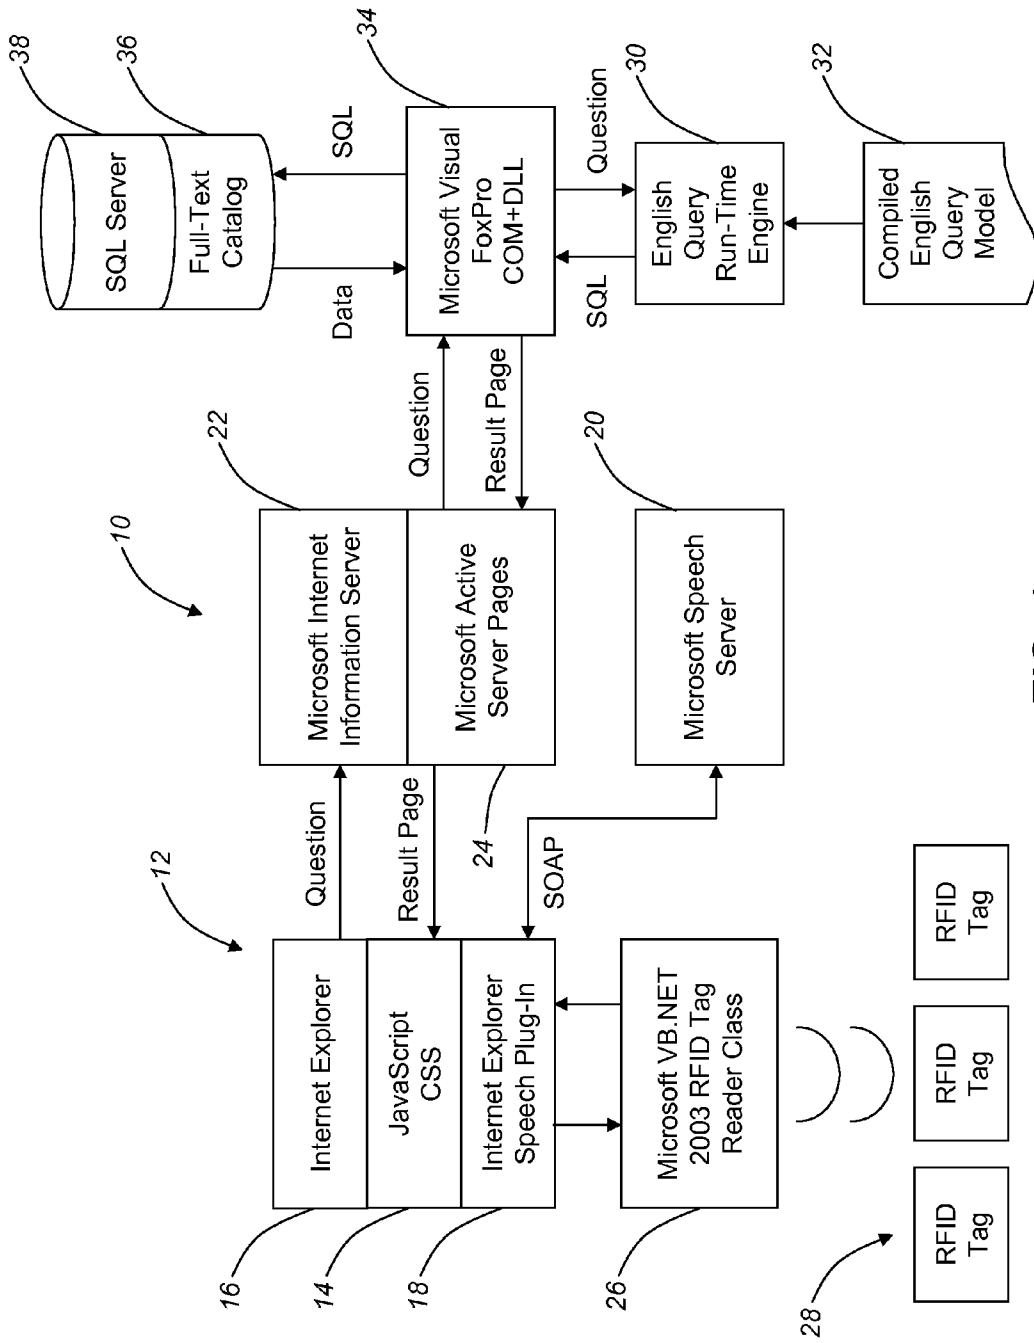 10
12
16
Internet Explorer
14
JavaScript
CSS
18
Internet Explorer
Speech Plug-In
26
Microsoft VB.NET
2003 RFID Tag
Reader Class
28
RFID
Tag
RFID
Tag
RFID
Tag
Question
Result Page
SOAP
22
Microsoft Internet
Information Server
24
Microsoft Active
Server Pages
20
Microsoft Speech
Server
Question
Result Page
38
SQL Server
36
Full-Text
Catalog
Data
SQL
34
Microsoft Visual
FoxPro
COM+DLL
SQL
Question
30
English
Query
Run-Time
Engine
32
Compiled
English
Query
Model